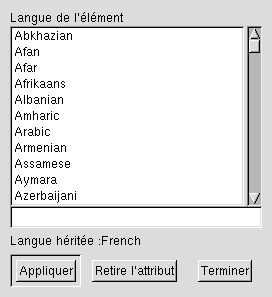 Langue de l'élément
Abkhazian
Afan
Afar
Afrikaans
Albanian
Amharic
Arabic
Armenian
Assamese
Aymara
Azerbaijani
Langue héritée :French
Appliquer
Retire l'attribut
Terminer